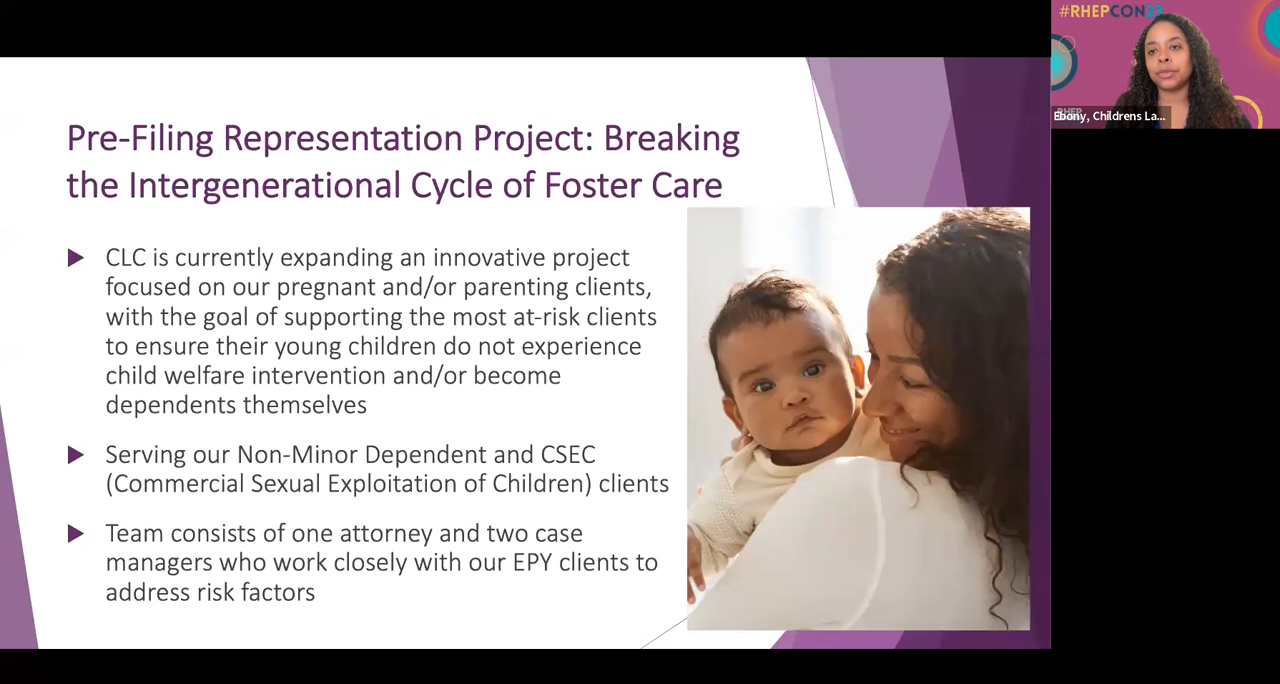 #RHEPCON23
Ebony, Childrens La...
Pre-Filing Representation Project: Breaking
the Intergenerational Cycle of Foster Care
CLC is currently expanding an innovative project
focused on our pregnant and/or parenting clients,
with the goal of supporting the most at-risk clients
to ensure their young children do not experience
child welfare intervention and/or become
dependents themselves
Serving our Non-Minor Dependent and CSEC
(Commercial Sexual Exploitation of Children) clients
Team consists of one attorney and two case
managers who work closely with our EPY clients to
address risk factors